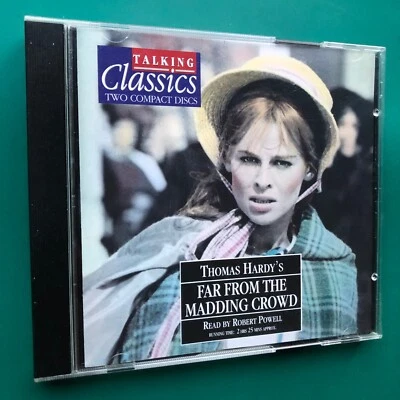 TALKING
Classics
TWO COMPACT DISCS
THOMAS HARDY'S
FAR FROM THE
MADDING CROWD
READ BY ROBERT POWELL
RUNNING TIME: 2 HRS 25 MINS APPROX.